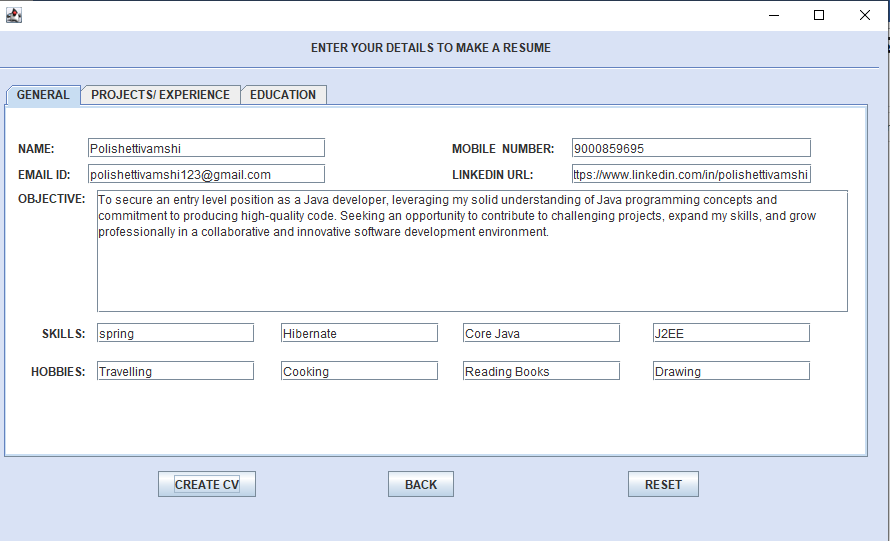 ENTER YOUR DETAILS TO MAKE A RESUME
GENERAL PROJECTS/ EXPERIENCE EDUCATION
NAME: Polishettivamshi MOBILE NUMBER: 9000859695
EMAIL ID: polishettivamshi123@gmail.com LINKEDIN URL: ttps://www.linkedin.com/in/polishettivamshi
OBJECTIVE: To secure an entry level position as a Java developer, leveraging my solid understanding of Java programming concepts and
commitment to producing high-quality code. Seeking an opportunity to contribute to challenging projects, expand my skills, and grow
professionally in a collaborative and innovative software development environment.
SKILLS: spring Hibernate Core Java J2EE
HOBBIES: Travelling Cooking Reading Books Drawing
CREATE CV BACK RESET